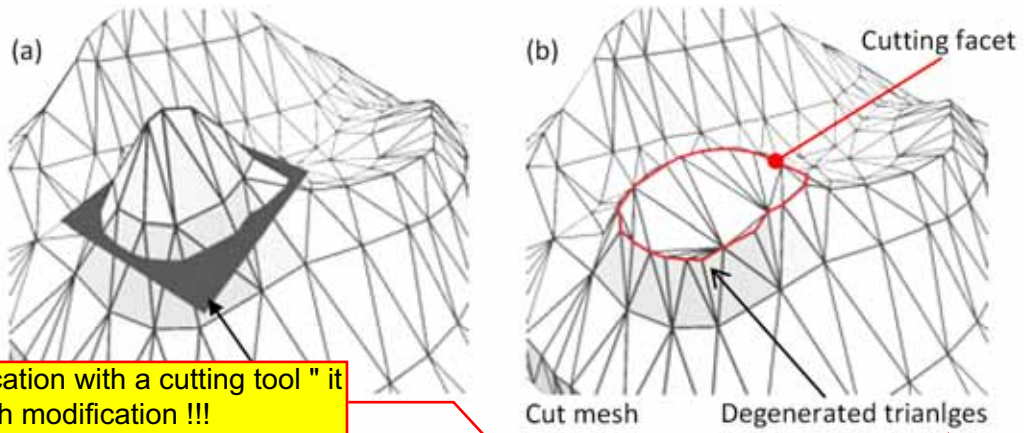 (a)
(b)
Cutting facet
cation with a cutting tool " it
h modification !!!
Cut mesh
Degenerated trianlges